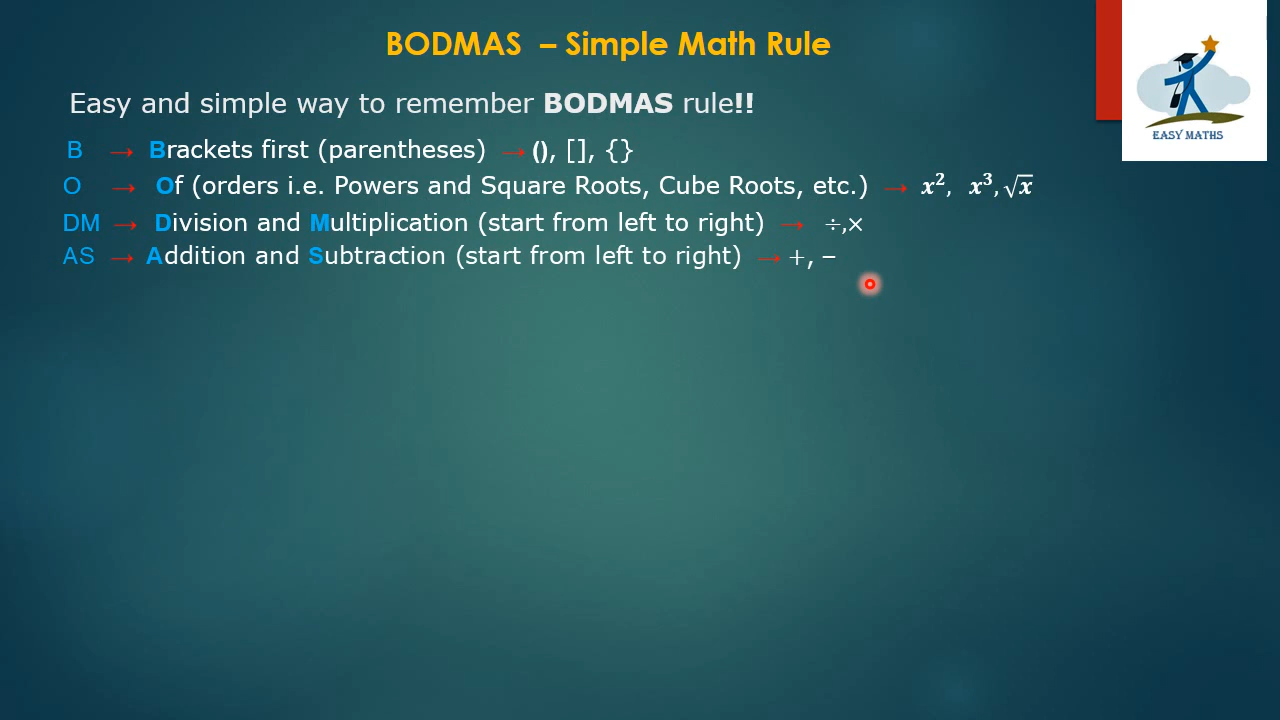 BODMAS – Simple Math Rule
EASY MATHS
Easy and simple way to remember BODMAS rule!!
B → Brackets first (parentheses) → (), [], {}
O → Of (orders i.e. Powers and Square Roots, Cube Roots, etc.) → x², x³, √x
DM → Division and Multiplication (start from left to right) → ÷,×
AS → Addition and Subtraction (start from left to right) → +, −